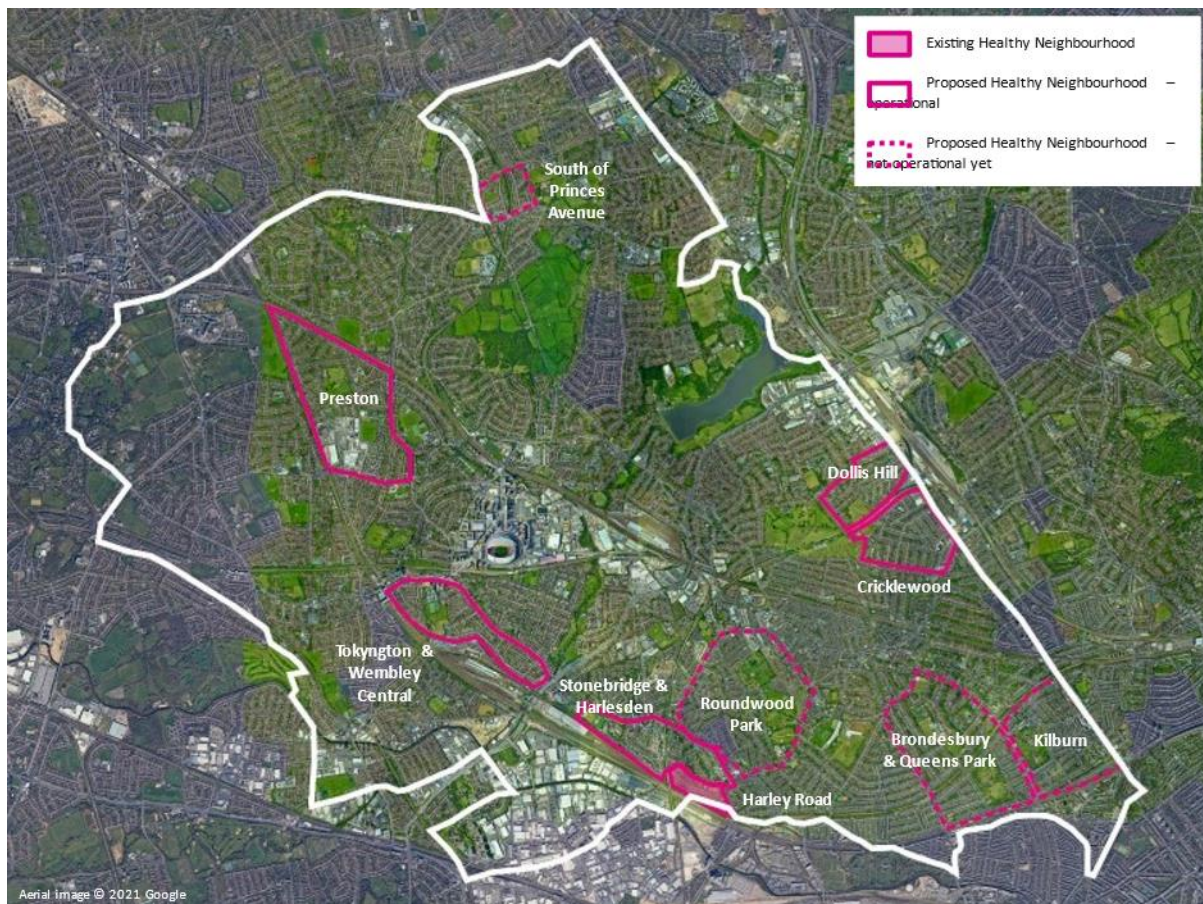 Existing Healthy Neighbourhood
Proposed Healthy Neighbourhood –
operational
Proposed Healthy Neighbourhood –
not operational yet
South of
Princes
Avenue
Preston
Dollis Hill
Cricklewood
Tokyngton &
Wembley
Central
Stonebridge &
Harlesden
Roundwood
Park
Brondesbury
& Queens Park
Kilburn
Harley Road
Aerial image © 2021 Google